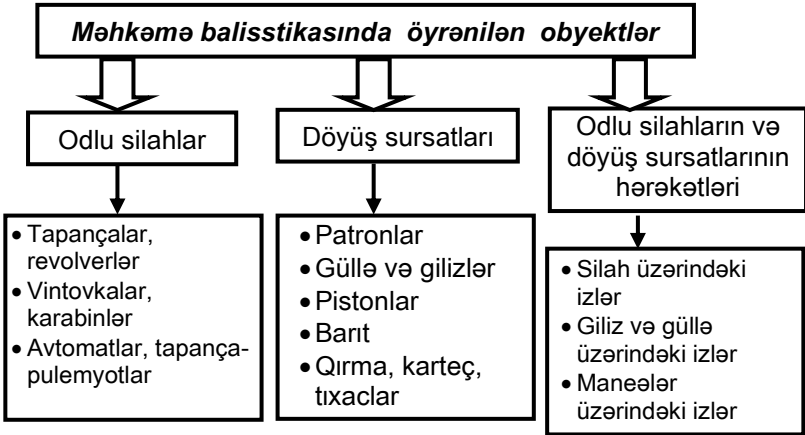 Məhkəmə balisstikasında öyrənilən obyektlər
Odlu silahlar
Döyüş sursatları
Odlu silahların və
döyüş sursatlarının
hərəkətləri
• Tapançalar,
revolverlər
• Vintovkalar,
karabinlər
• Avtomatlar, tapança-
pulemyotlar
• Patronlar
• Güllə və gilizlər
• Pistonlar
• Barıt
• Qırma, karteç,
tıxaclar
• Silah üzərindəki
izlər
• Giliz və güllə
üzərindəki izlər
• Maneələr
üzərindəki izlər